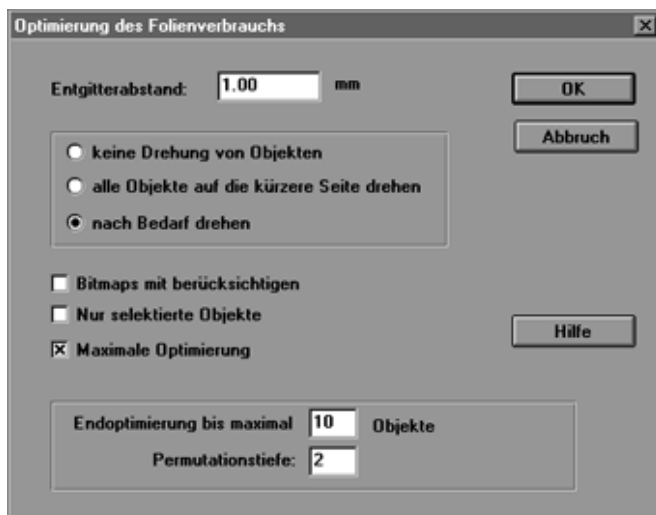 Optimierung des Folienverbrauchs
Entgitterabstand: 1.00 mm
OK
Abbruch
keine Drehung von Objekten
alle Objekte auf die kürzere Seite drehen
nach Bedarf drehen
Bitmaps mit berücksichtigen
Nur selektierte Objekte
Maximale Optimierung
Hilfe
Endoptimierung bis maximal 10 Objekte
Permutationstiefe: 2